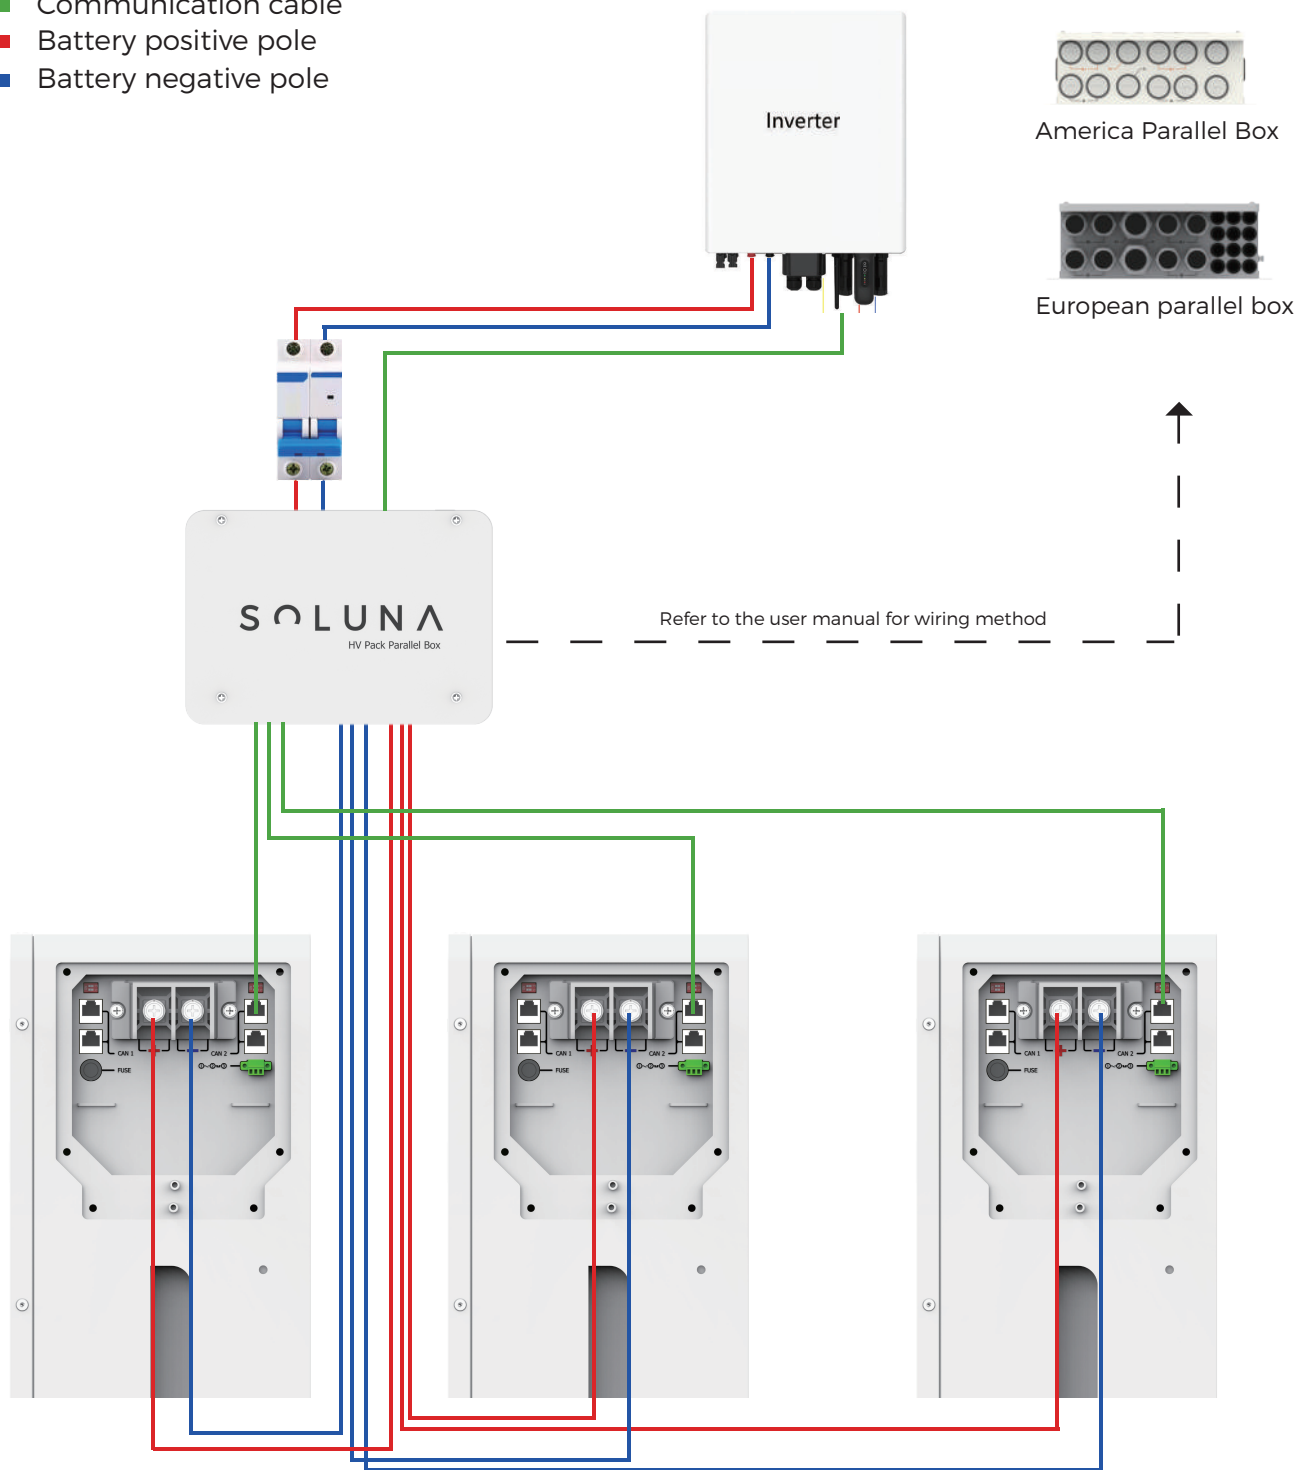 Communication cable
Battery positive pole
Battery negative pole
Inverter
America Parallel Box
European parallel box
SOLUNA
HV Pack Parallel Box
Refer to the user manual for wiring method
CAN 1
CAN 2
FUSE
CAN 1
CAN 2
FUSE
CAN 1
CAN 2
FUSE